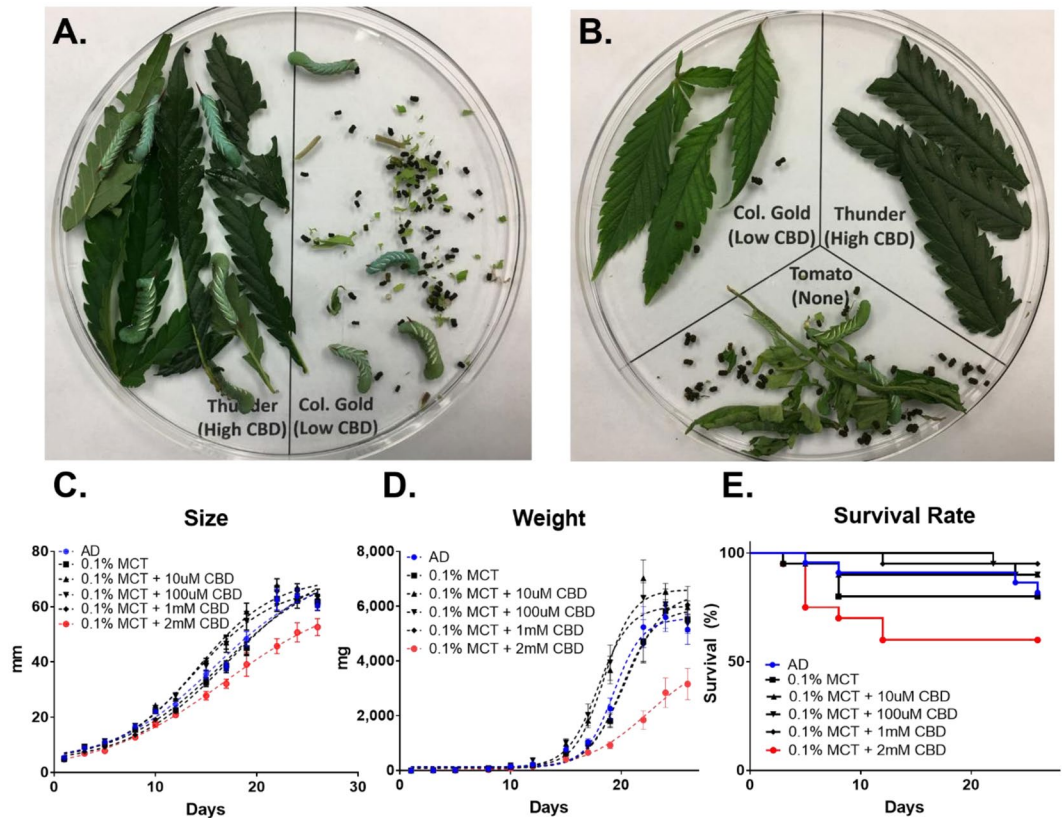 A.
Thunder
(High CBD)
Col. Gold
(Low CBD)
B.
Col. Gold
(Low CBD)
Thunder
(High CBD)
Tomato
(None)
C.
Size
80
60
40
20
0
mm
0
10
20
30
Days
AD
0.1% MCT
0.1% MCT + 10uM CBD
0.1% MCT + 100uM CBD
0.1% MCT + 1mM CBD
0.1% MCT + 2mM CBD
D.
Weight
8,000
6,000
4,000
2,000
0
mg
0
10
20
Days
AD
0.1% MCT
0.1% MCT + 10uM CBD
0.1% MCT + 100uM CBD
0.1% MCT + 1mM CBD
0.1% MCT + 2mM CBD
E.
Survival Rate
100
50
0
Survival (%)
0
10
20
Days
AD
0.1% MCT
0.1% MCT + 10uM CBD
0.1% MCT + 100uM CBD
0.1% MCT + 1mM CBD
0.1% MCT + 2mM CBD